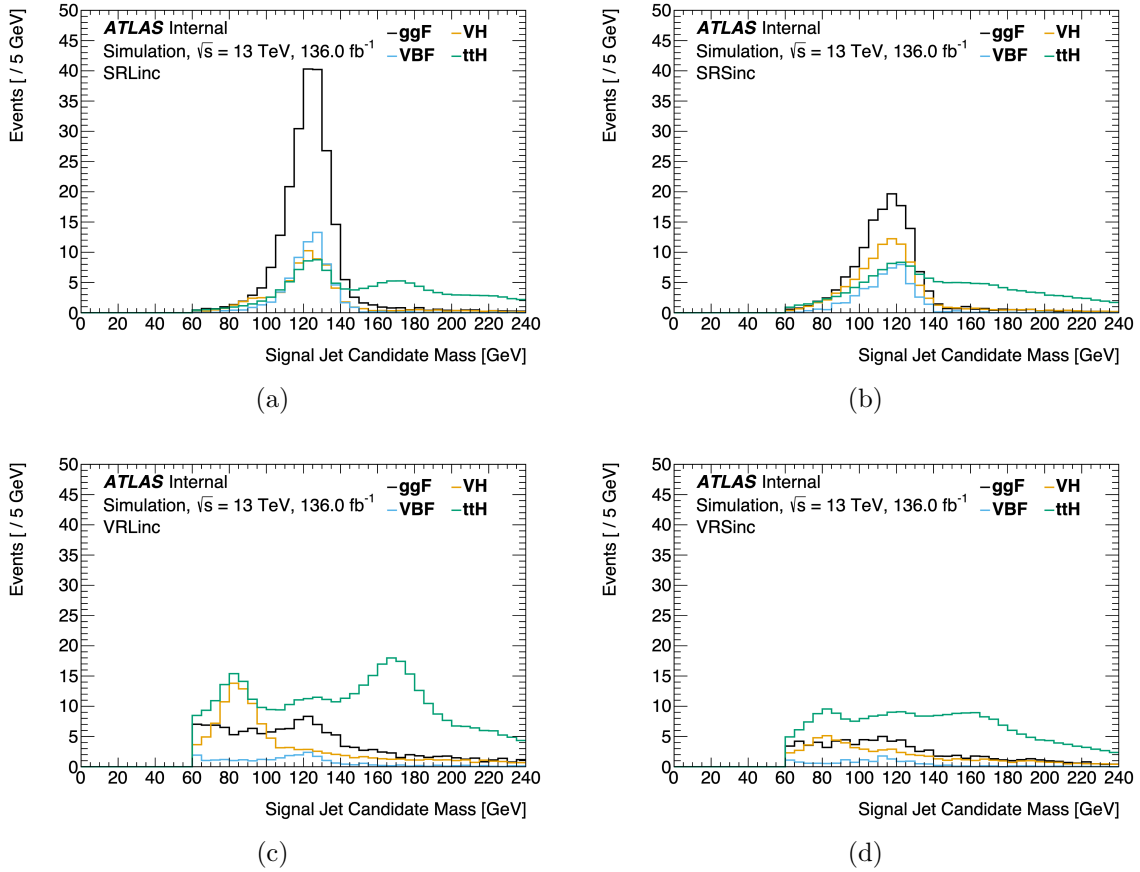 50
45
40
35
30
25
20
15
10
5
0
Events [ / 5 GeV]
ATLAS Internal
Simulation, √s = 13 TeV, 136.0 fb⁻¹
SRLinc
ggF VH
VBF ttH
0 20 40 60 80 100 120 140 160 180 200 220 240
Signal Jet Candidate Mass [GeV]
(a)
50
45
40
35
30
25
20
15
10
5
0
Events [ / 5 GeV]
ATLAS Internal
Simulation, √s = 13 TeV, 136.0 fb⁻¹
SRSinc
ggF VH
VBF ttH
0 20 40 60 80 100 120 140 160 180 200 220 240
Signal Jet Candidate Mass [GeV]
(b)
50
45
40
35
30
25
20
15
10
5
0
Events [ / 5 GeV]
ATLAS Internal
Simulation, √s = 13 TeV, 136.0 fb⁻¹
VRLinc
ggF VH
VBF ttH
0 20 40 60 80 100 120 140 160 180 200 220 240
Signal Jet Candidate Mass [GeV]
(c)
50
45
40
35
30
25
20
15
10
5
0
Events [ / 5 GeV]
ATLAS Internal
Simulation, √s = 13 TeV, 136.0 fb⁻¹
VRSinc
ggF VH
VBF ttH
0 20 40 60 80 100 120 140 160 180 200 220 240
Signal Jet Candidate Mass [GeV]
(d)